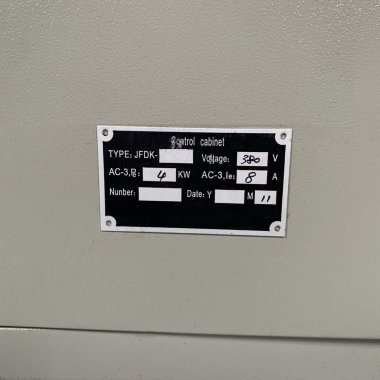 Control cabinet
TYPE: JFDK- Voltage: 380 V
AC-3, 4 KW AC-3, Ie: 8 A
Nunber: Date: Y M 11